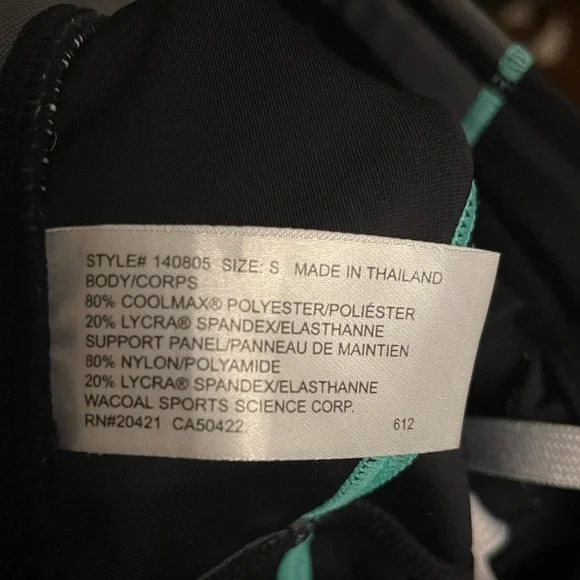 STYLE# 140805 SIZE: S MADE IN THAILAND
BODY/CORPS
80% COOLMAX® POLYESTER/POLIÉSTER
20% LYCRA® SPANDEX/ELASTHANNE
SUPPORT PANEL/PANNEAU DE MAINTIEN
80% NYLON/POLYAMIDE
20% LYCRA® SPANDEX/ELASTHANNE
WACOAL SPORTS SCIENCE CORP.
RN#20421 CA50422 612